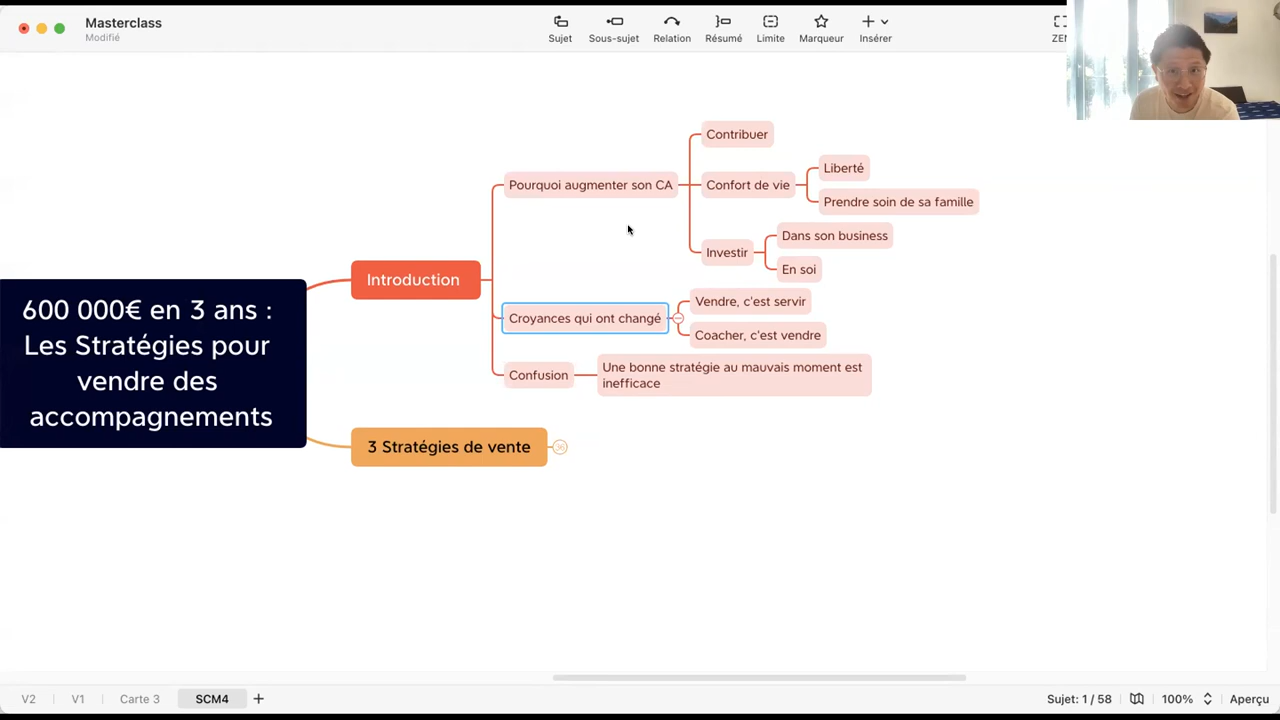 Masterclass
Modifié
Sujet
Sous-sujet
Relation
Résumé
Limite
Marqueur
Insérer
ZEN
Contribuer
Pourquoi augmenter son CA
Confort de vie
Liberté
Prendre soin de sa famille
Investir
Dans son business
En soi
Introduction
600 000€ en 3 ans :
Les Stratégies pour
vendre des
accompagnements
Croyances qui ont changé
Vendre, c'est servir
Coacher, c'est vendre
Confusion
Une bonne stratégie au mauvais moment est
inefficace
3 Stratégies de vente
36
V2
V1
Carte 3
SCM4
Sujet: 1 / 58
100%
Aperçu